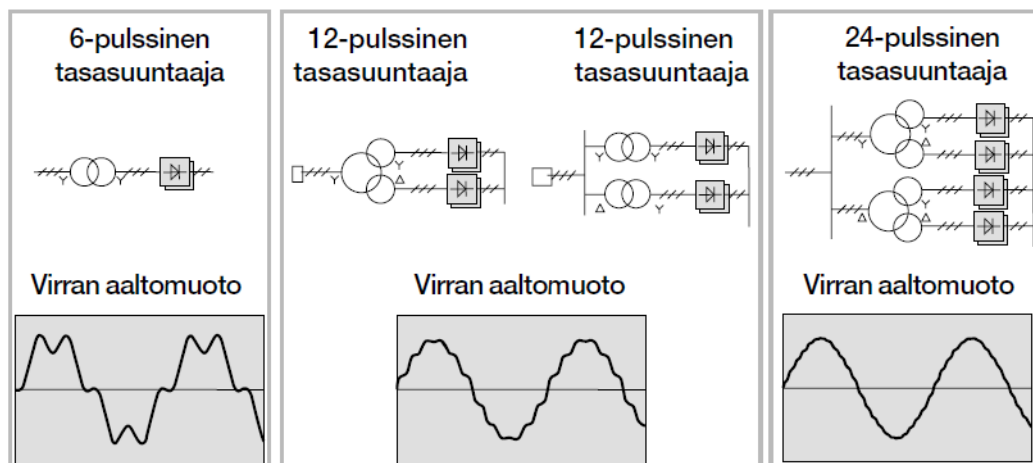 6-pulssinen
tasasuuntaaja
Y
Y
Virran aaltomuoto
12-pulssinen
tasasuuntaaja
Y
Y
Δ
12-pulssinen
tasasuuntaaja
Y
Y
Δ
Y
Virran aaltomuoto
24-pulssinen
tasasuuntaaja
Y
Y
Δ
Y
Δ
Δ
Virran aaltomuoto